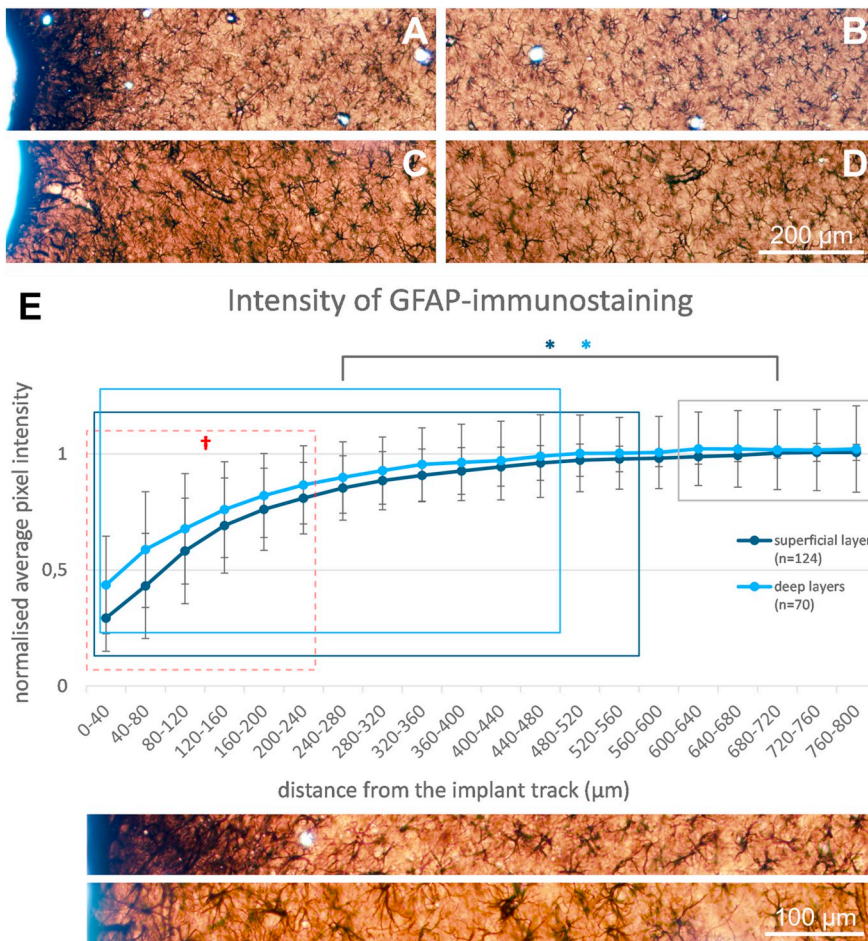 A
B
C
D
200 µm
E
Intensity of GFAP-immunostaining
* *
†
normalised average pixel intensity
1
0,5
0
superficial layer
(n=124)
deep layers
(n=70)
0-40
40-80
80-120
120-160
160-200
200-240
240-280
280-320
320-360
360-400
400-440
440-480
480-520
520-560
560-600
600-640
640-680
680-720
720-760
760-800
distance from the implant track (µm)
100 µm